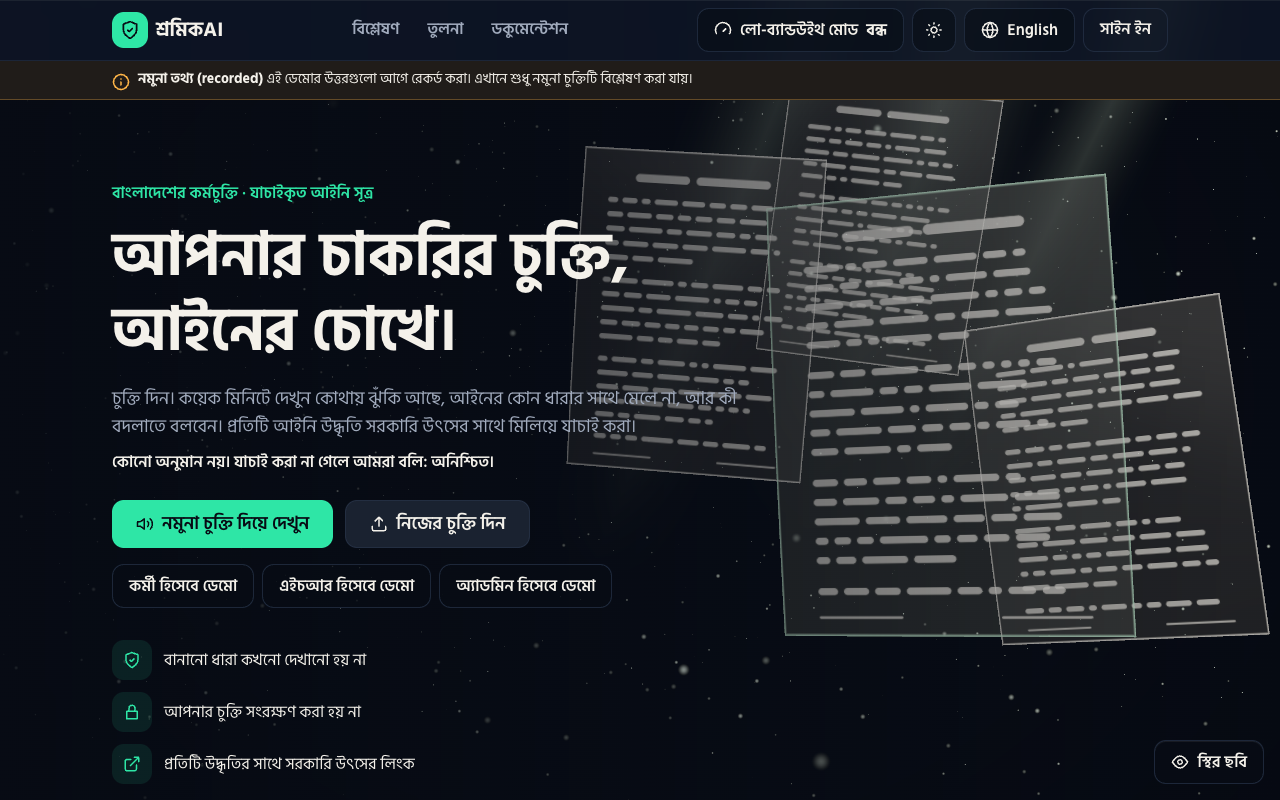 শ্রমিকAI
বিশ্লেষণ তুলনা ডকুমেন্টেশন
লো-ব্যান্ডউইথ মোড বন্ধ
English
সাইন ইন
নমুনা তথ্য (recorded) এই ডেমোর উত্তরগুলো আগে রেকর্ড করা। এখানে শুধু নমুনা চুক্তিটি বিশ্লেষণ করা যায়।
বাংলাদেশের কর্মচুক্তি · যাচাইকৃত আইনি সূত্র
আপনার চাকরির চুক্তি,
আইনের চোখে।
চুক্তি দিন। কয়েক মিনিটে দেখুন কোথায় ঝুঁকি আছে, আইনের কোন ধারার সাথে মেলে না, আর কী
বদলাতে বলবেন। প্রতিটি আইনি উদ্ধৃতি সরকারি উৎসের সাথে মিলিয়ে যাচাই করা।
কোনো অনুমান নয়। যাচাই করা না গেলে আমরা বলি: অনিশ্চিত।
নমুনা চুক্তি দিয়ে দেখুন
নিজের চুক্তি দিন
কর্মী হিসেবে ডেমো
এইচআর হিসেবে ডেমো
অ্যাডমিন হিসেবে ডেমো
বানানো ধারা কখনো দেখানো হয় না
আপনার চুক্তি সংরক্ষণ করা হয় না
প্রতিটি উদ্ধৃতির সাথে সরকারি উৎসের লিংক
স্থির ছবি